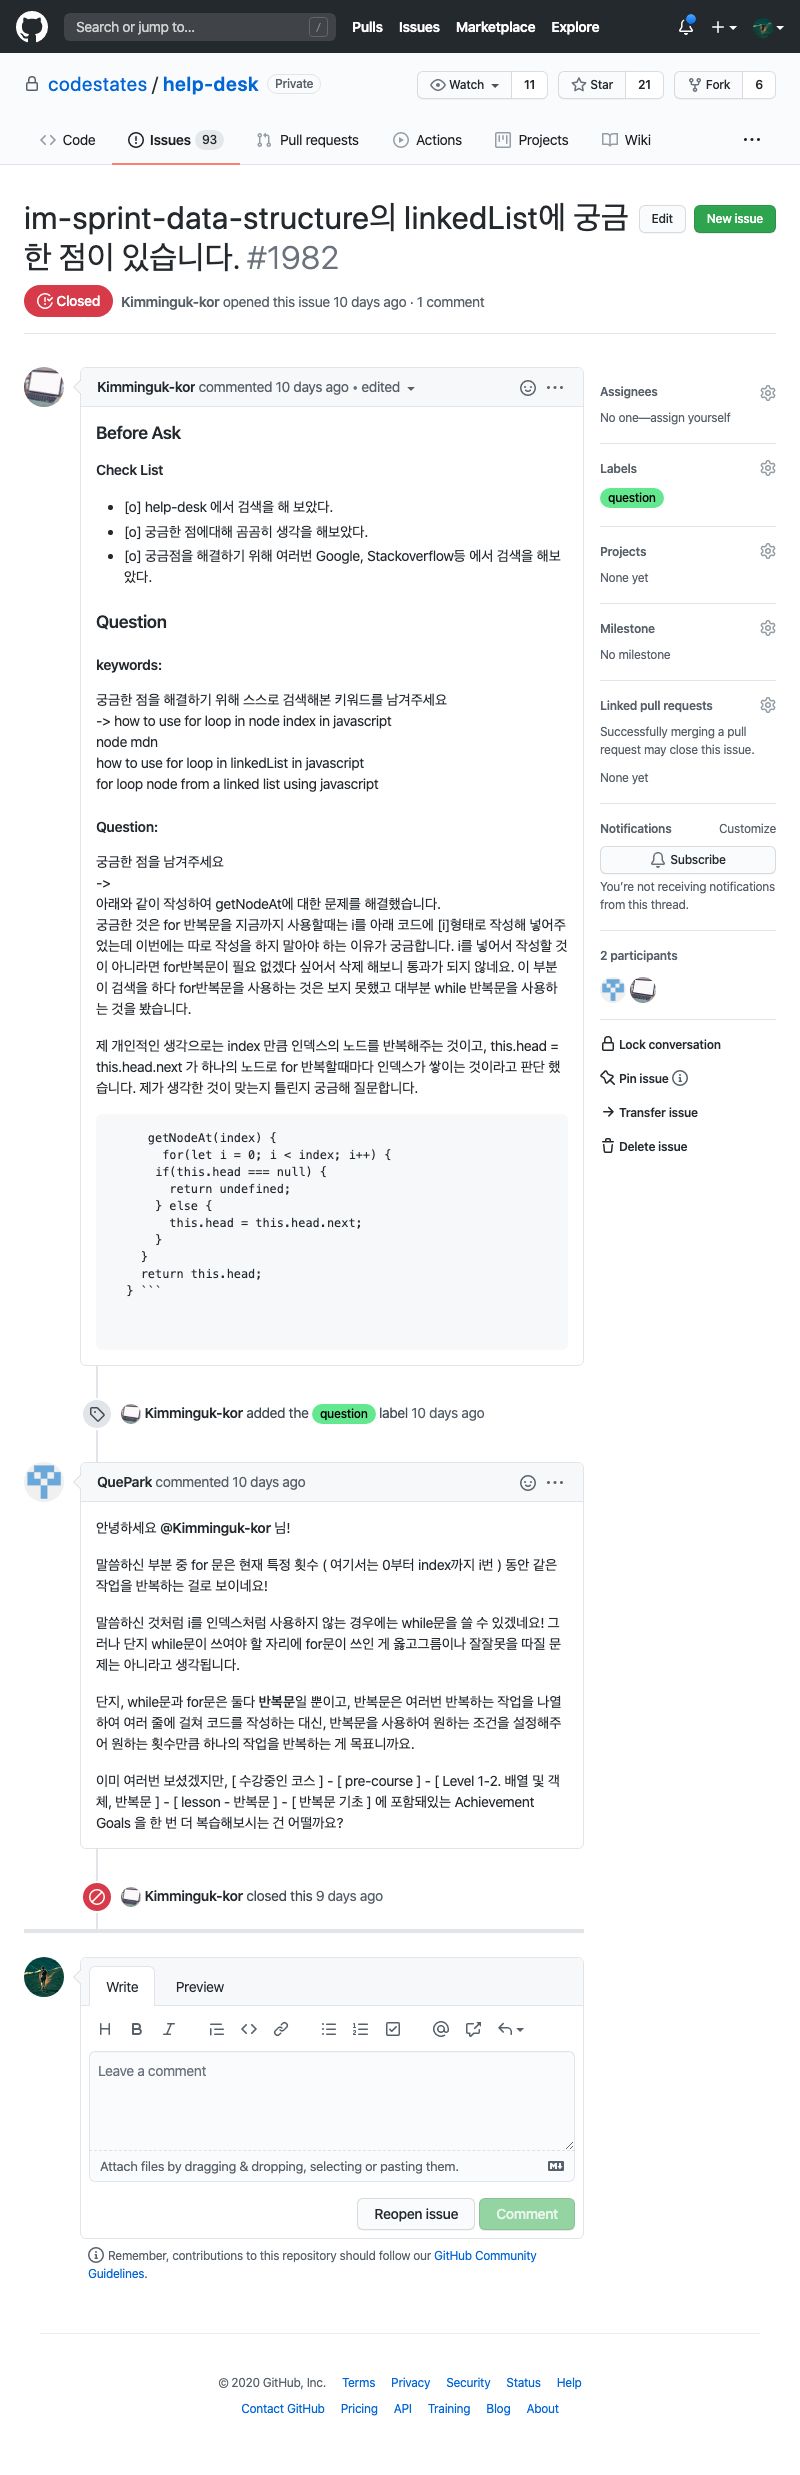 Search or jump to... /
Pulls Issues Marketplace Explore
codestates / help-desk Private
Watch 11 Star 21 Fork 6
Code Issues 93 Pull requests Actions Projects Wiki ...
im-sprint-data-structure의 linkedList에 궁금
한 점이 있습니다. #1982
Edit New issue
Closed Kimminguk-kor opened this issue 10 days ago · 1 comment
Kimminguk-kor commented 10 days ago • edited
Before Ask
Check List
• [o] help-desk 에서 검색을 해 보았다.
• [o] 궁금한 점에대해 곰곰히 생각을 해보았다.
• [o] 궁금점을 해결하기 위해 여러번 Google, Stackoverflow등 에서 검색을 해보
았다.
Question
keywords:
궁금한 점을 해결하기 위해 스스로 검색해본 키워드를 남겨주세요
-> how to use for loop in node index in javascript
node mdn
how to use for loop in linkedList in javascript
for loop node from a linked list using javascript
Question:
궁금한 점을 남겨주세요
->
아래와 같이 작성하여 getNodeAt에 대한 문제를 해결했습니다.
궁금한 것은 for 반복문을 지금까지 사용할때는 i를 아래 코드에 [i]형태로 작성해 넣어주
었는데 이번에는 따로 작성을 하지 말아야 하는 이유가 궁금합니다. i를 넣어서 작성할 것
이 아니라면 for반복문이 필요 없겠다 싶어서 삭제 해보니 통과가 되지 않네요. 이 부분
이 검색을 하다 for반복문을 사용하는 것은 보지 못했고 대부분 while 반복문을 사용하
는 것을 봤습니다.
제 개인적인 생각으로는 index 만큼 인덱스의 노드를 반복해주는 것이고, this.head =
this.head.next 가 하나의 노드로 for 반복할때마다 인덱스가 쌓이는 것이라고 판단 했
습니다. 제가 생각한 것이 맞는지 틀린지 궁금해 질문합니다.
getNodeAt(index) {
for(let i = 0; i < index; i++) {
if(this.head === null) {
return undefined;
} else {
this.head = this.head.next;
}
}
return this.head;
} ```
Kimminguk-kor added the question label 10 days ago
QuePark commented 10 days ago
안녕하세요 @Kimminguk-kor 님!
말씀하신 부분 중 for 문은 현재 특정 횟수 ( 여기서는 0부터 index까지 i번 ) 동안 같은
작업을 반복하는 걸로 보이네요!
말씀하신 것처럼 i를 인덱스처럼 사용하지 않는 경우에는 while문을 쓸 수 있겠네요! 그
러나 단지 while문이 쓰여야 할 자리에 for문이 쓰인 게 옳고그름이나 잘잘못을 따질 문
제는 아니라고 생각됩니다.
단지, while문과 for문은 둘다 반복문일 뿐이고, 반복문은 여러번 반복하는 작업을 나열
하여 여러 줄에 걸쳐 코드를 작성하는 대신, 반복문을 사용하여 원하는 조건을 설정해주
어 원하는 횟수만큼 하나의 작업을 반복하는 게 목표니까요.
이미 여러번 보셨겠지만, [ 수강중인 코스 ] - [ pre-course ] - [ Level 1-2. 배열 및 객
체, 반복문 ] - [ lesson - 반복문 ] - [ 반복문 기초 ] 에 포함돼있는 Achievement
Goals 을 한 번 더 복습해보시는 건 어떨까요?
Kimminguk-kor closed this 9 days ago
Write Preview
H B I @
Leave a comment
Attach files by dragging & dropping, selecting or pasting them.
Reopen issue Comment
Remember, contributions to this repository should follow our GitHub Community
Guidelines.
Assignees
No one—assign yourself
Labels
question
Projects
None yet
Milestone
No milestone
Linked pull requests
Successfully merging a pull
request may close this issue.
None yet
Notifications Customize
Subscribe
You're not receiving notifications
from this thread.
2 participants
Lock conversation
Pin issue
Transfer issue
Delete issue
© 2020 GitHub, Inc. Terms Privacy Security Status Help
Contact GitHub Pricing API Training Blog About